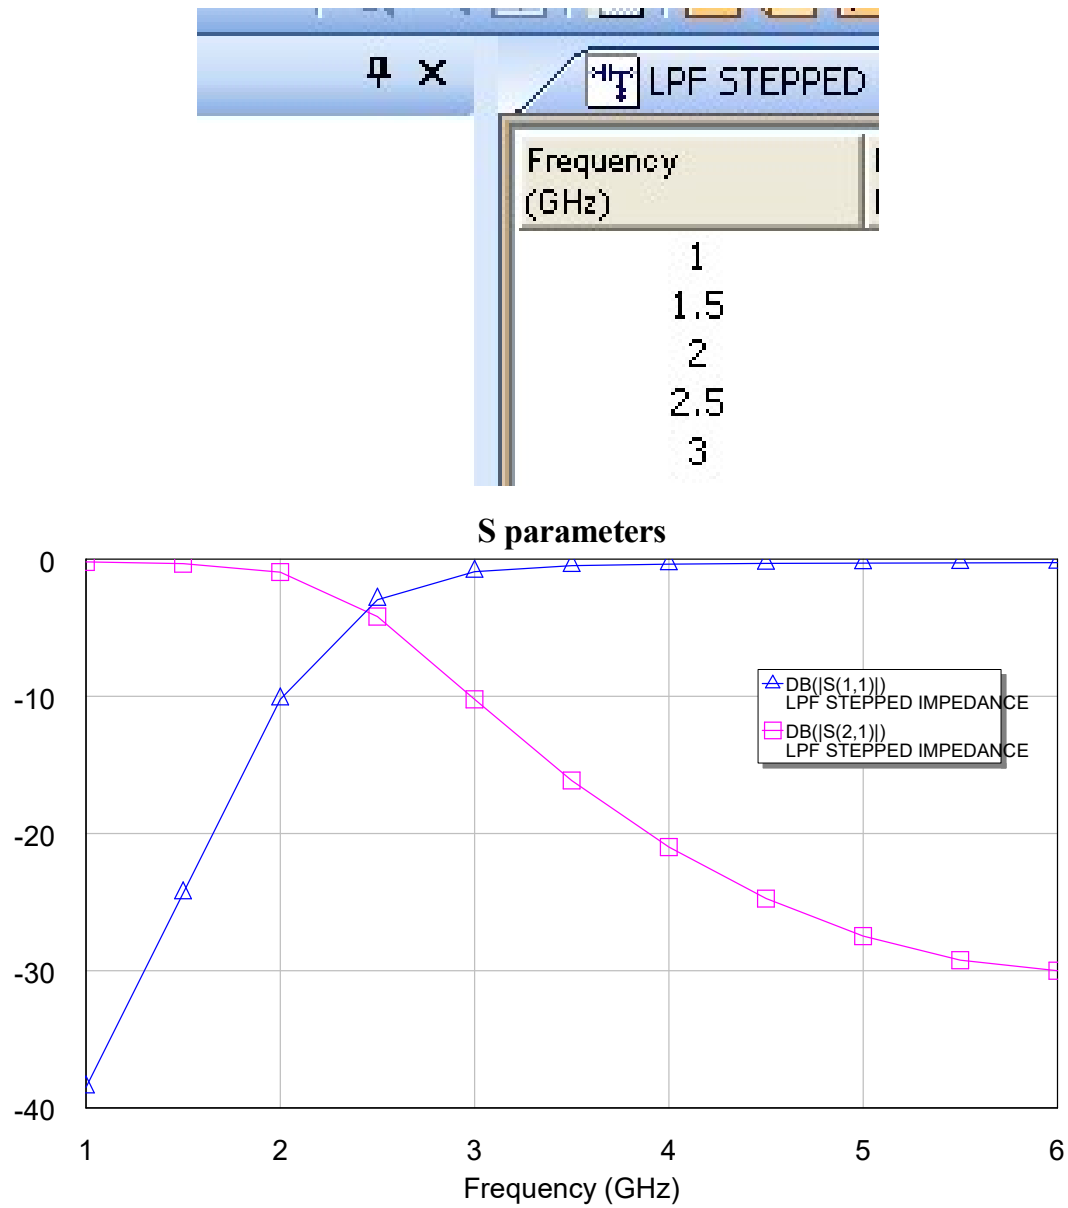 LPF STEPPED
Frequency
(GHz)
1
1.5
2
2.5
3
S parameters
0
-10
-20
-30
-40
DB(|S(1,1)|)
LPF STEPPED IMPEDANCE
DB(|S(2,1)|)
LPF STEPPED IMPEDANCE
1 2 3 4 5 6
Frequency (GHz)